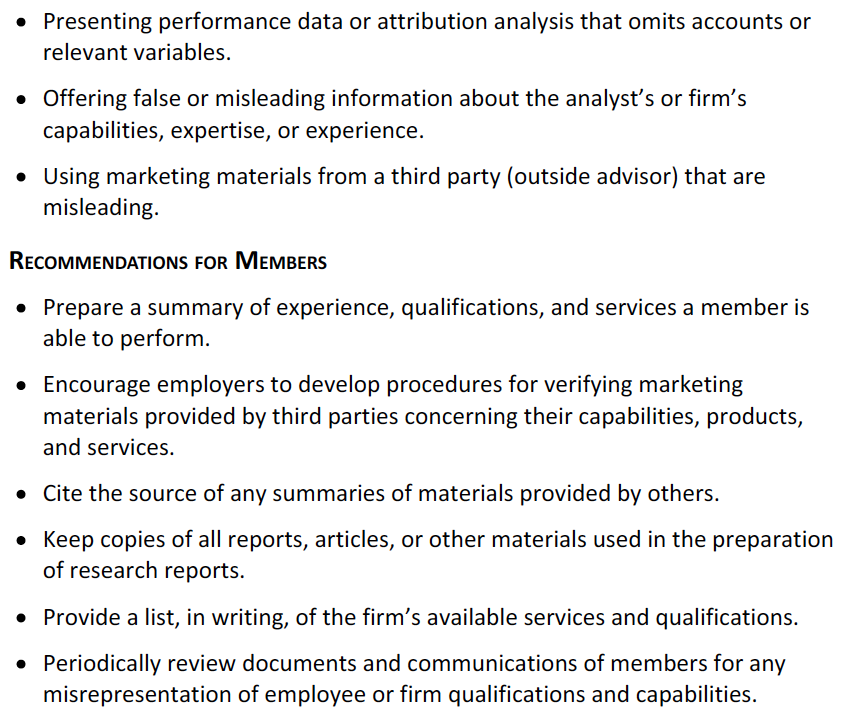 • Presenting performance data or attribution analysis that omits accounts or
relevant variables.
• Offering false or misleading information about the analyst’s or firm’s
capabilities, expertise, or experience.
• Using marketing materials from a third party (outside advisor) that are
misleading.
RECOMMENDATIONS FOR MEMBERS
• Prepare a summary of experience, qualifications, and services a member is
able to perform.
• Encourage employers to develop procedures for verifying marketing
materials provided by third parties concerning their capabilities, products,
and services.
• Cite the source of any summaries of materials provided by others.
• Keep copies of all reports, articles, or other materials used in the preparation
of research reports.
• Provide a list, in writing, of the firm’s available services and qualifications.
• Periodically review documents and communications of members for any
misrepresentation of employee or firm qualifications and capabilities.